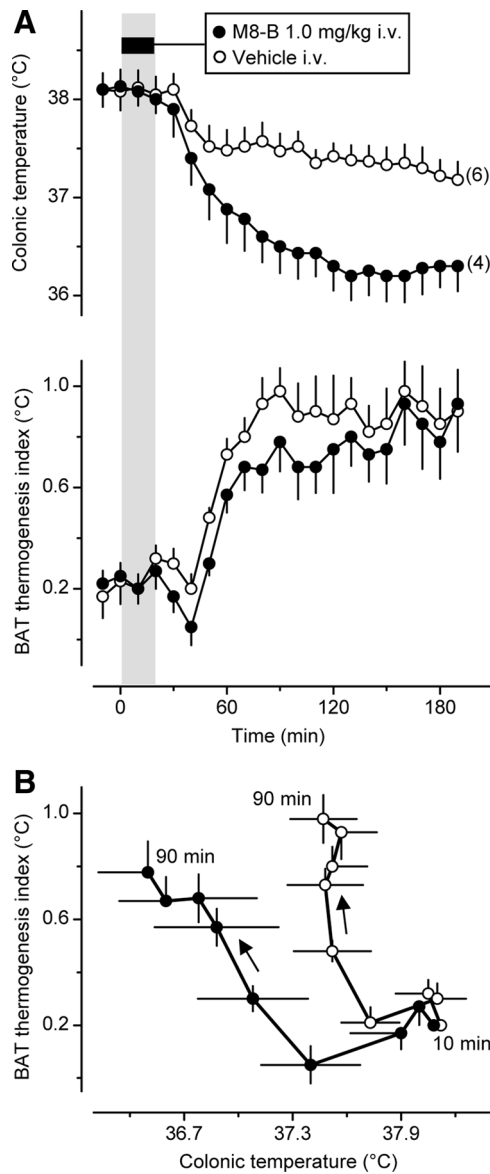 A
M8-B 1.0 mg/kg i.v.
Vehicle i.v.
Colonic temperature (°C)
38
37
36
(6)
(4)
BAT thermogenesis index (°C)
1.0
0.6
0.2
0
60
120
180
Time (min)
B
BAT thermogenesis index (°C)
1.0
0.6
0.2
90 min
90 min
10 min
36.7
37.3
37.9
Colonic temperature (°C)